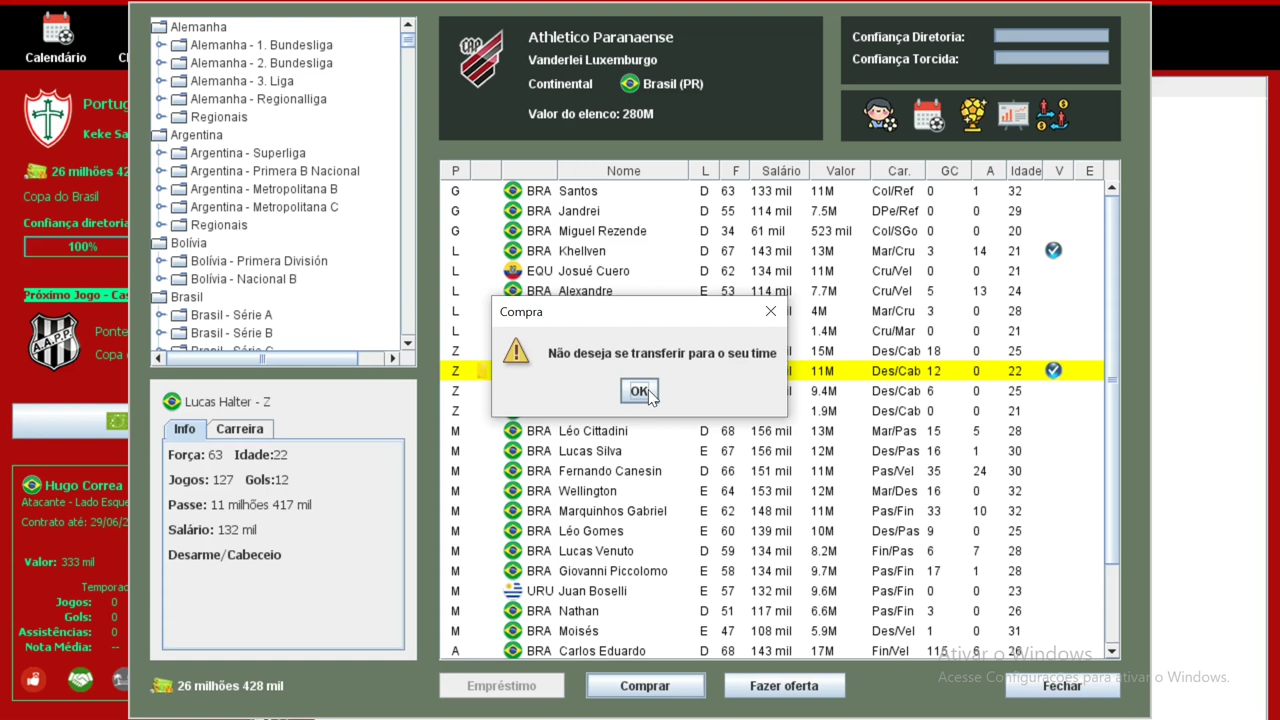 Calendário
Portug
Keke Sa
26 milhões 42
Copa do Brasil
Confiança diretoria
100%
Próximo Jogo - Cas
A.A.P.P.
Ponte
Copa
Hugo Correa
Atacante - Lado Esque
Contrato até: 29/06/2
Valor: 333 mil
Temporad
Jogos: 0
Gols: 0
Assistências: 0
Nota Média: --
Alemanha
Alemanha - 1. Bundesliga
Alemanha - 2. Bundesliga
Alemanha - 3. Liga
Alemanha - Regionalliga
Regionais
Argentina
Argentina - Superliga
Argentina - Primera B Nacional
Argentina - Metropolitana B
Argentina - Metropolitana C
Regionais
Bolívia
Bolívia - Primera División
Bolívia - Nacional B
Brasil
Brasil - Série A
Brasil - Série B
Brasil - Série C
Lucas Halter - Z
Info Carreira
Força: 63 Idade:22
Jogos: 127 Gols:12
Passe: 11 milhões 417 mil
Salário: 132 mil
Desarme/Cabeceio
26 milhões 428 mil
CAP
Athletico Paranaense
Vanderlei Luxemburgo
Continental Brasil (PR)
Valor do elenco: 280M
Confiança Diretoria:
Confiança Torcida:
P Nome L F Salário Valor Car. GC A Idade V E
G BRA Santos D 63 133 mil 11M Col/Ref 0 1 32
G BRA Jandrei D 55 114 mil 7.5M DPe/Ref 0 0 29
G BRA Miguel Rezende D 34 61 mil 523 mil Col/SGo 0 0 20
L BRA Khellven D 67 143 mil 13M Mar/Cru 3 14 21
L EQU Josué Cuero D 62 134 mil 11M Cru/Vel 0 0 21
L BRA Alexandre E 53 114 mil 7.7M Cru/Vel 5 13 24
L 4M Mar/Cru 3 0 28
L 1.4M Cru/Mar 0 0 21
Z 15M Des/Cab 18 0 25
Z 11M Des/Cab 12 0 22
Z 9.4M Des/Cab 6 0 25
Z 1.9M Des/Cab 0 0 21
M BRA Léo Cittadini D 68 156 mil 13M Mar/Pas 15 5 28
M BRA Lucas Silva E 67 156 mil 12M Des/Pas 16 1 30
M BRA Fernando Canesin D 66 151 mil 11M Pas/Vel 35 24 30
M BRA Wellington E 64 153 mil 12M Mar/Des 16 0 32
M BRA Marquinhos Gabriel E 62 148 mil 11M Pas/Fin 33 10 32
M BRA Léo Gomes E 60 139 mil 10M Des/Pas 9 0 25
M BRA Lucas Venuto D 59 134 mil 8.2M Fin/Pas 6 7 28
M BRA Giovanni Piccolomo E 58 134 mil 9.7M Pas/Fin 17 1 28
M URU Juan Boselli E 57 132 mil 9.6M Pas/Fin 0 0 23
M BRA Nathan D 51 117 mil 6.6M Pas/Fin 3 0 26
M BRA Moisés E 47 108 mil 5.9M Des/Vel 1 0 31
A BRA Carlos Eduardo D 68 143 mil 17M Fin/Vel 115 6 26
Compra
Não deseja se transferir para o seu time
OK
Ativar o Windows
Acesse Configurações para ativar o Windows.
Empréstimo Comprar Fazer oferta Fechar